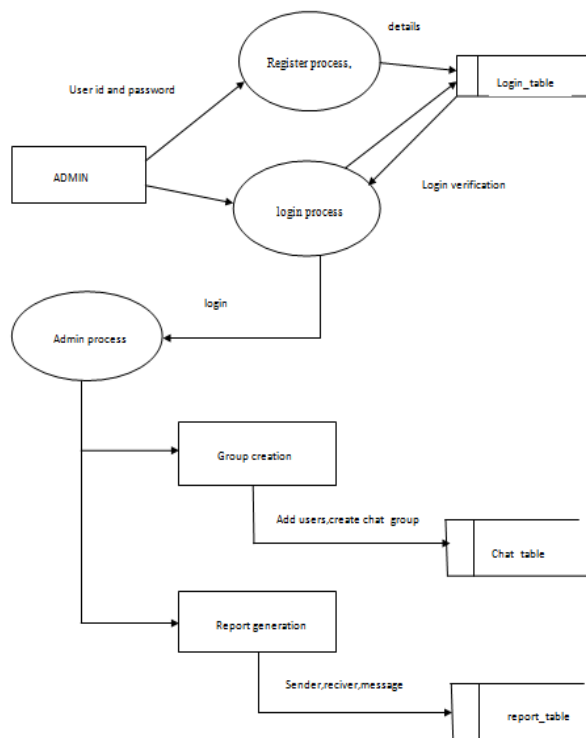 details
Register process,
Login_table
User id and password
ADMIN
Login verification
login process
login
Admin process
Group creation
Add users,create chat group
Chat table
Report generation
Sender,reciver,message
report_table